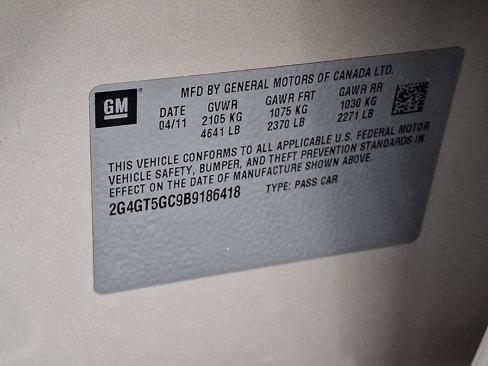 GM
MFD BY GENERAL MOTORS OF CANADA LTD.
DATE GVWR GAWR FRT GAWR RR
04/11 2105 KG 1075 KG 1030 KG
4641 LB 2370 LB 2271 LB
THIS VEHICLE CONFORMS TO ALL APPLICABLE U.S. FEDERAL MOTOR
VEHICLE SAFETY, BUMPER, AND THEFT PREVENTION STANDARDS IN
EFFECT ON THE DATE OF MANUFACTURE SHOWN ABOVE.
2G4GT5GC9B9186418 TYPE: PASS CAR